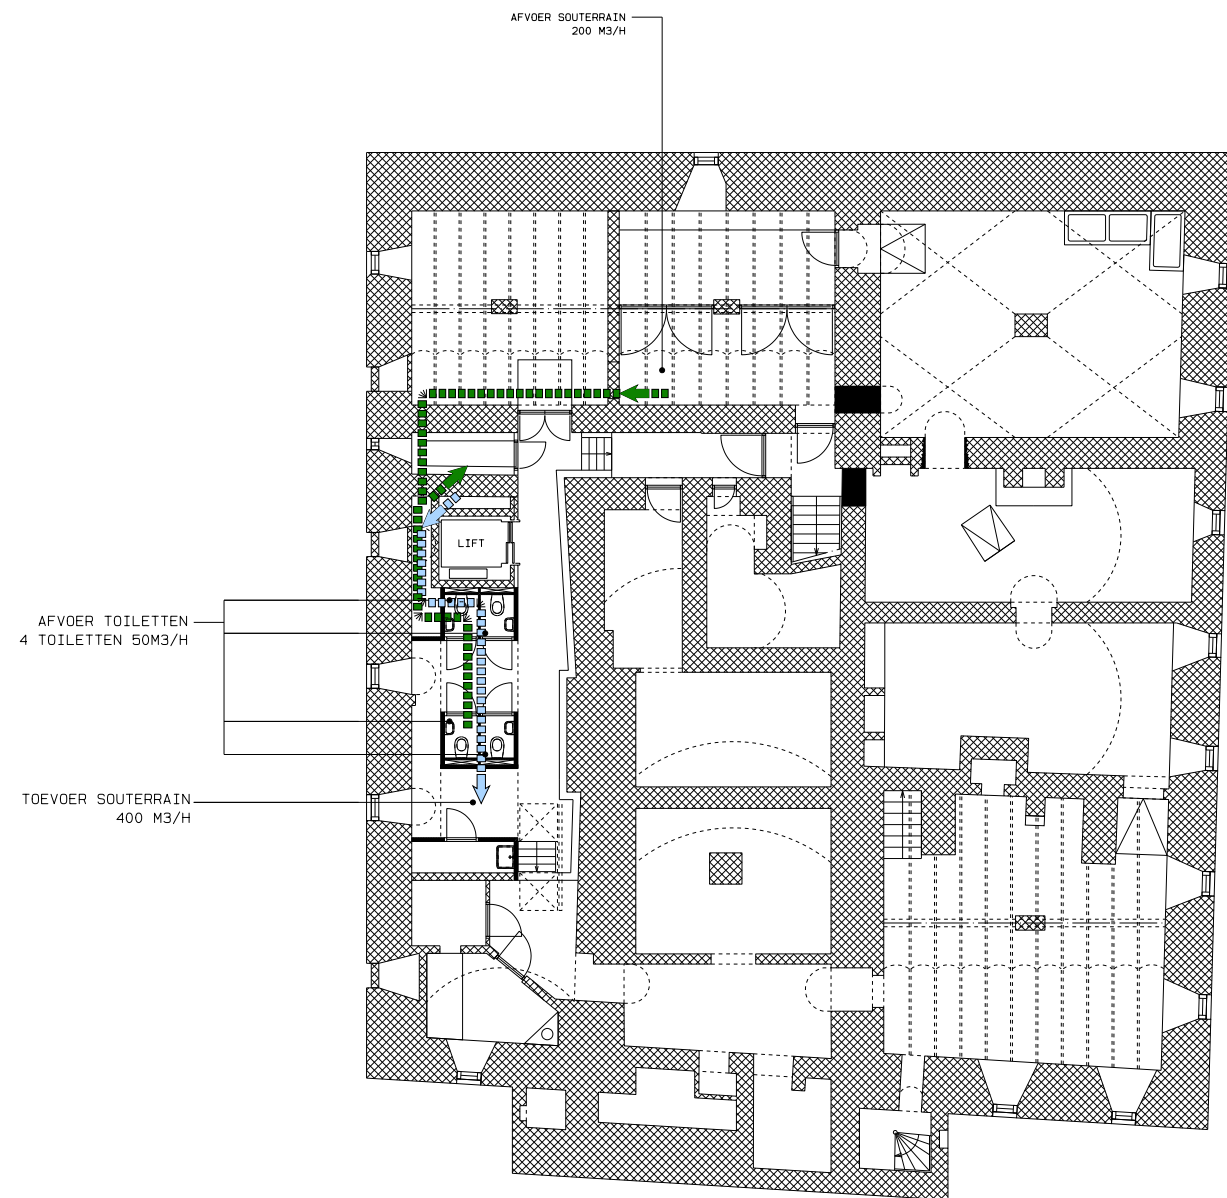 AFVOER SOUTERRAIN
200 M3/H
LIFT
AFVOER TOILETTEN
4 TOILETTEN 50M3/H
TOEVOER SOUTERRAIN
400 M3/H